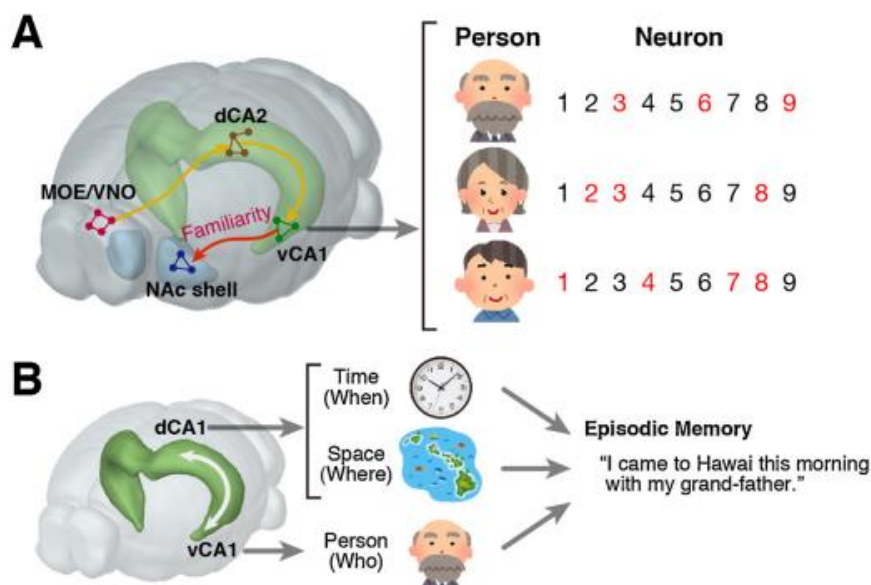 A
Person Neuron
dCA2
MOE/VNO
Familiarity
vCA1
NAc shell
1 2 3 4 5 6 7 8 9
1 2 3 4 5 6 7 8 9
1 2 3 4 5 6 7 8 9
B
dCA1
vCA1
Time
(When)
Space
(Where)
Person
(Who)
Episodic Memory
“I came to Hawai this morning
with my grand-father.”